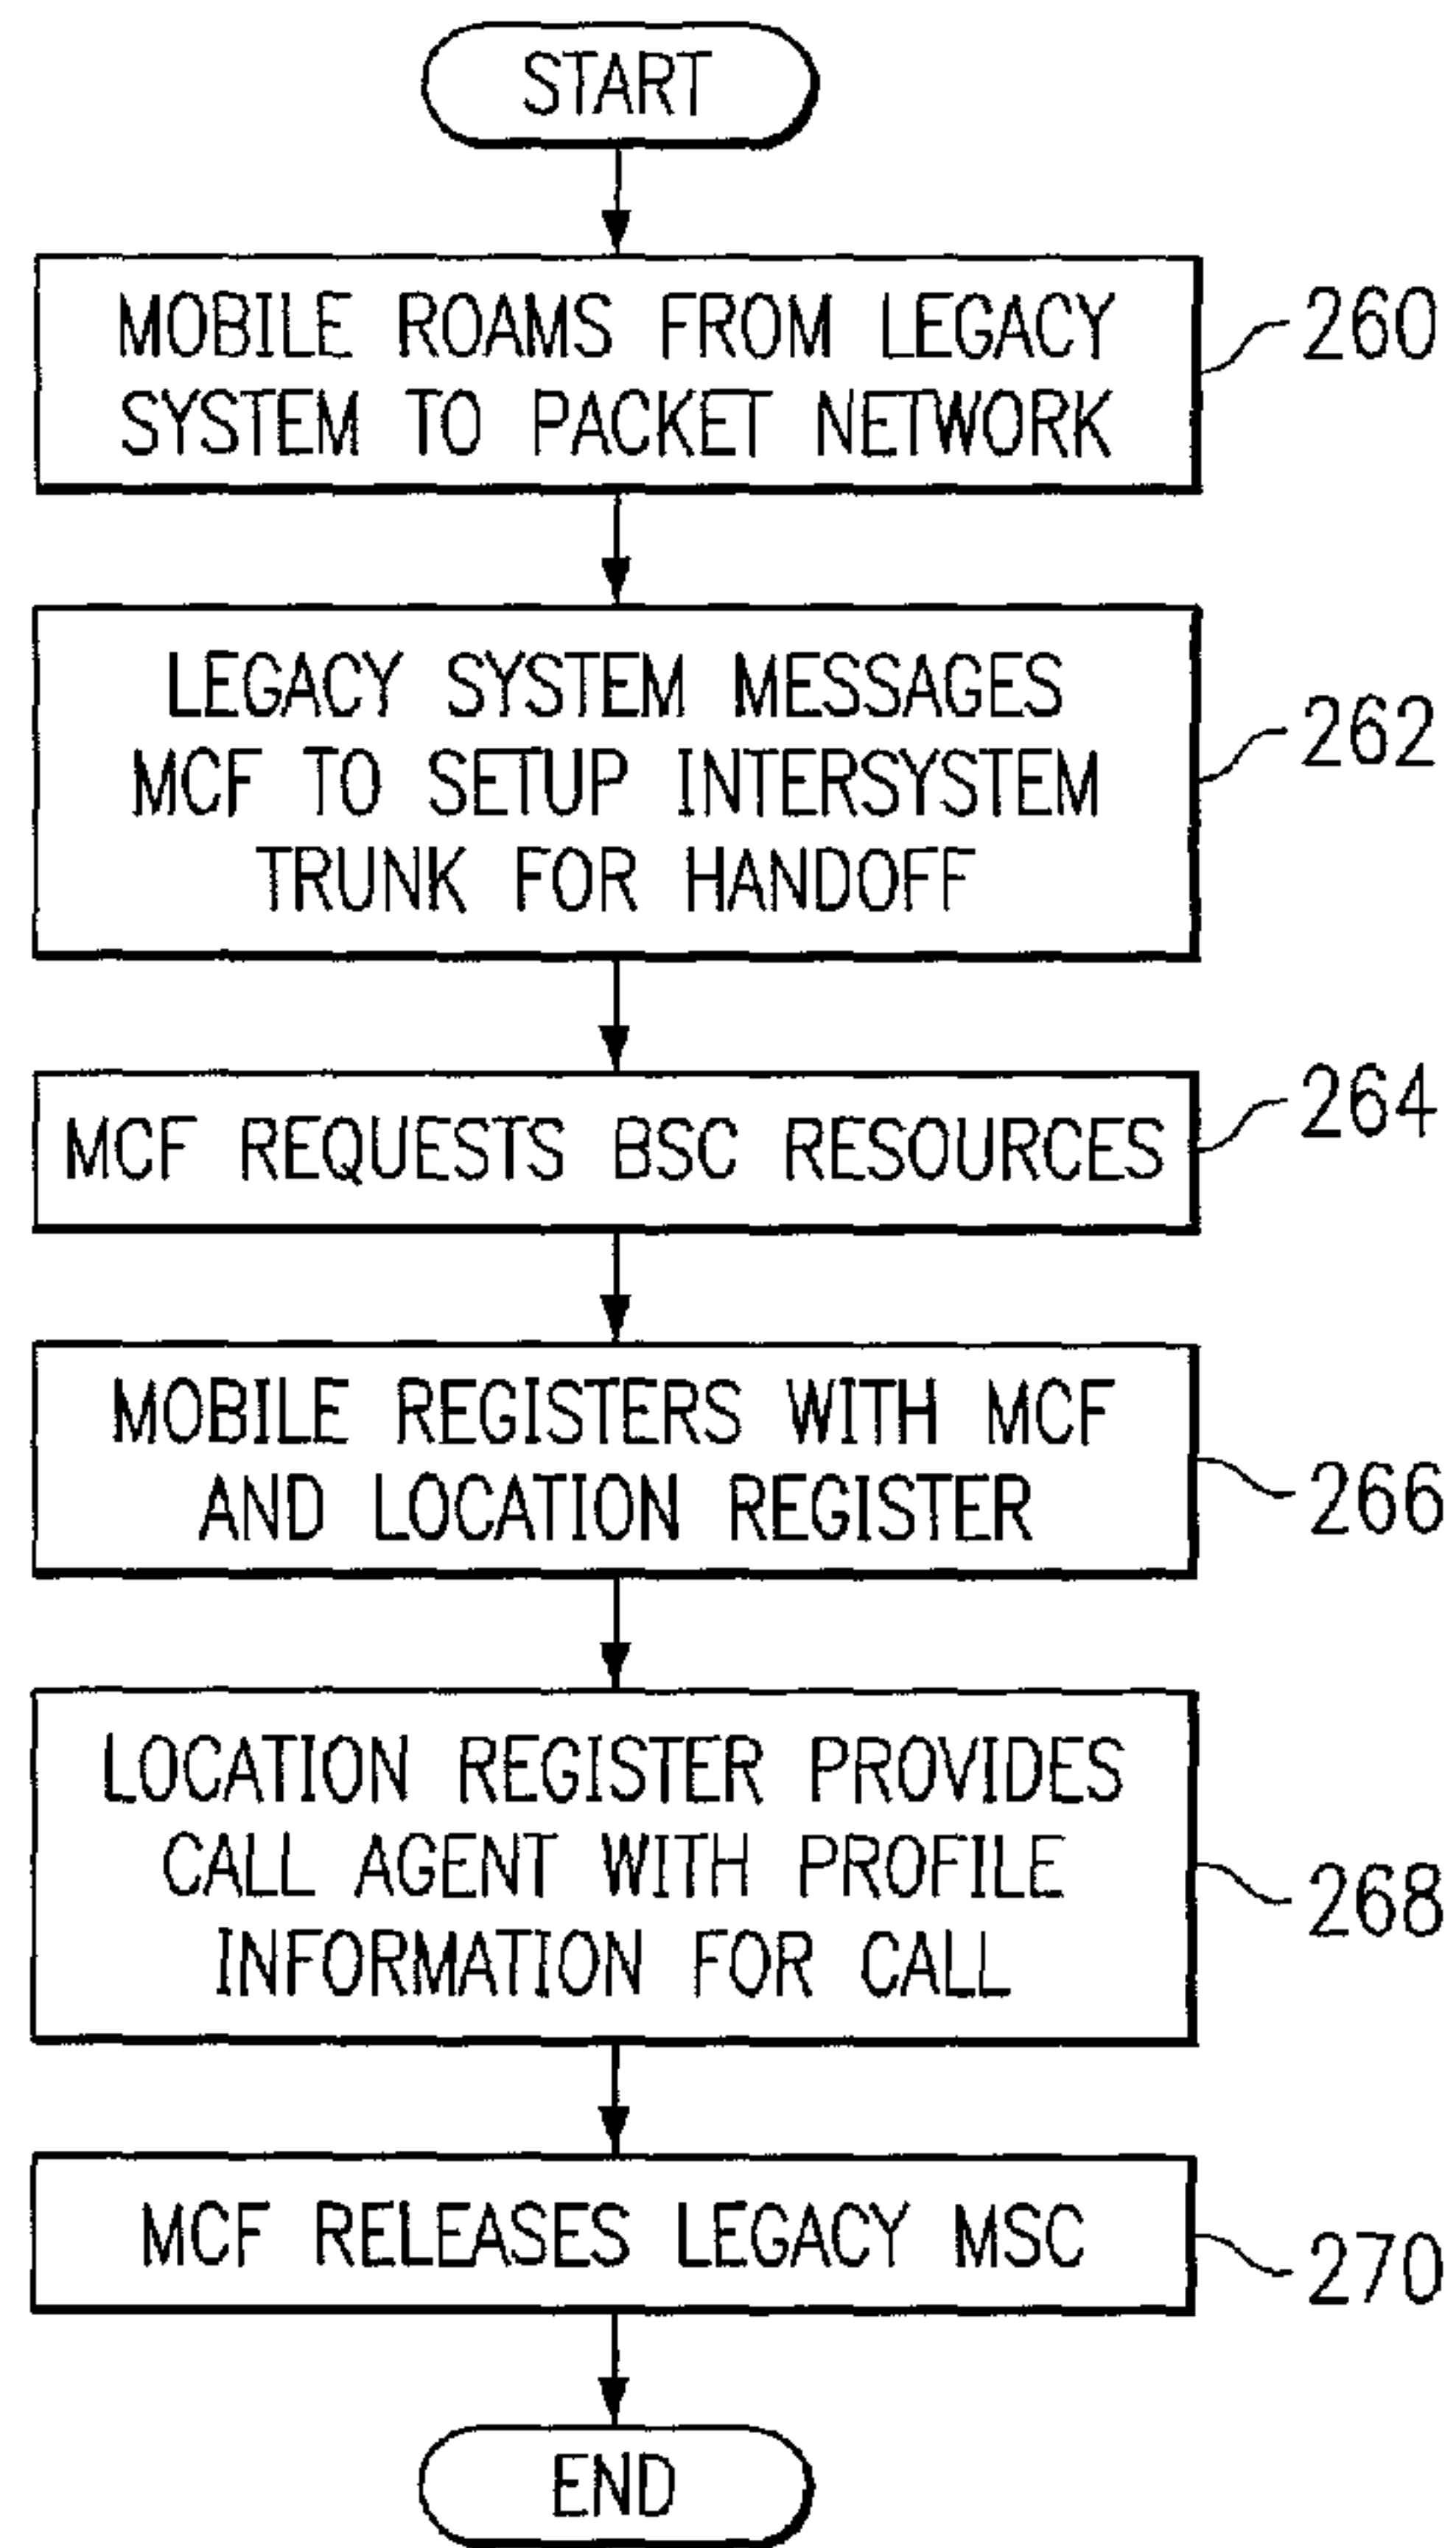 START
MOBILE ROAMS FROM LEGACY
SYSTEM TO PACKET NETWORK
260
LEGACY SYSTEM MESSAGES
MCF TO SETUP INTERSYSTEM
TRUNK FOR HANDOFF
262
MCF REQUESTS BSC RESOURCES
264
MOBILE REGISTERS WITH MCF
AND LOCATION REGISTER
266
LOCATION REGISTER PROVIDES
CALL AGENT WITH PROFILE
INFORMATION FOR CALL
268
MCF RELEASES LEGACY MSC
270
END